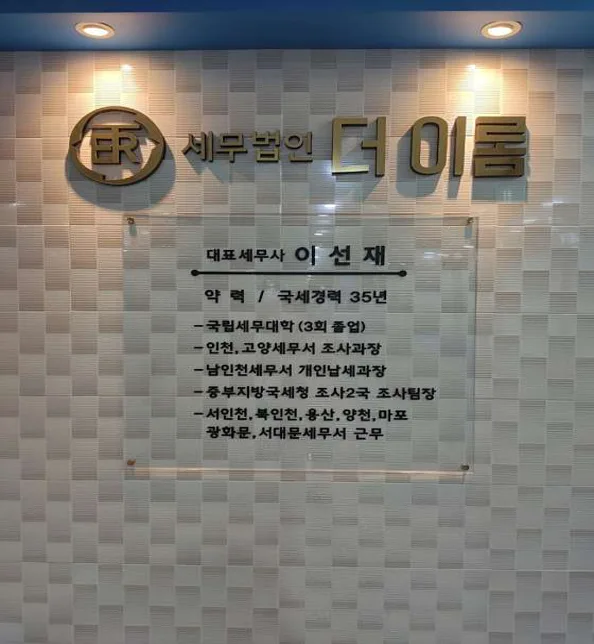 ETR 세무법인 더이룸
대표세무사 이선재
약 력 / 국세경력 35년
-국립세무대학 (3회 졸업)
-인천,고양세무서 조사과장
-남인천세무서 개인납세과장
-중부지방국세청 조사2국 조사팀장
-서인천,북인천,용산,양천,마포
광화문,서대문세무서 근무